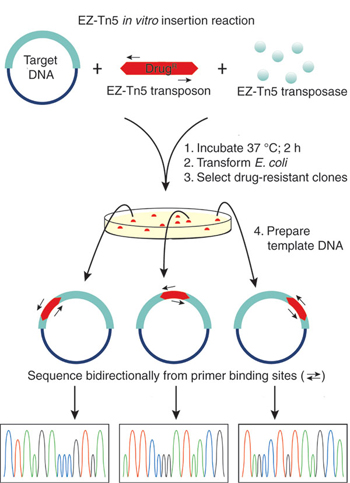 EZ-Tn5 in vitro insertion reaction
Target
DNA
+
Drug^R
+
EZ-Tn5 transposon
EZ-Tn5 transposase
1. Incubate 37 °C; 2 h
2. Transform E. coli
3. Select drug-resistant clones
4. Prepare
template DNA
Sequence bidirectionally from primer binding sites (⇄)